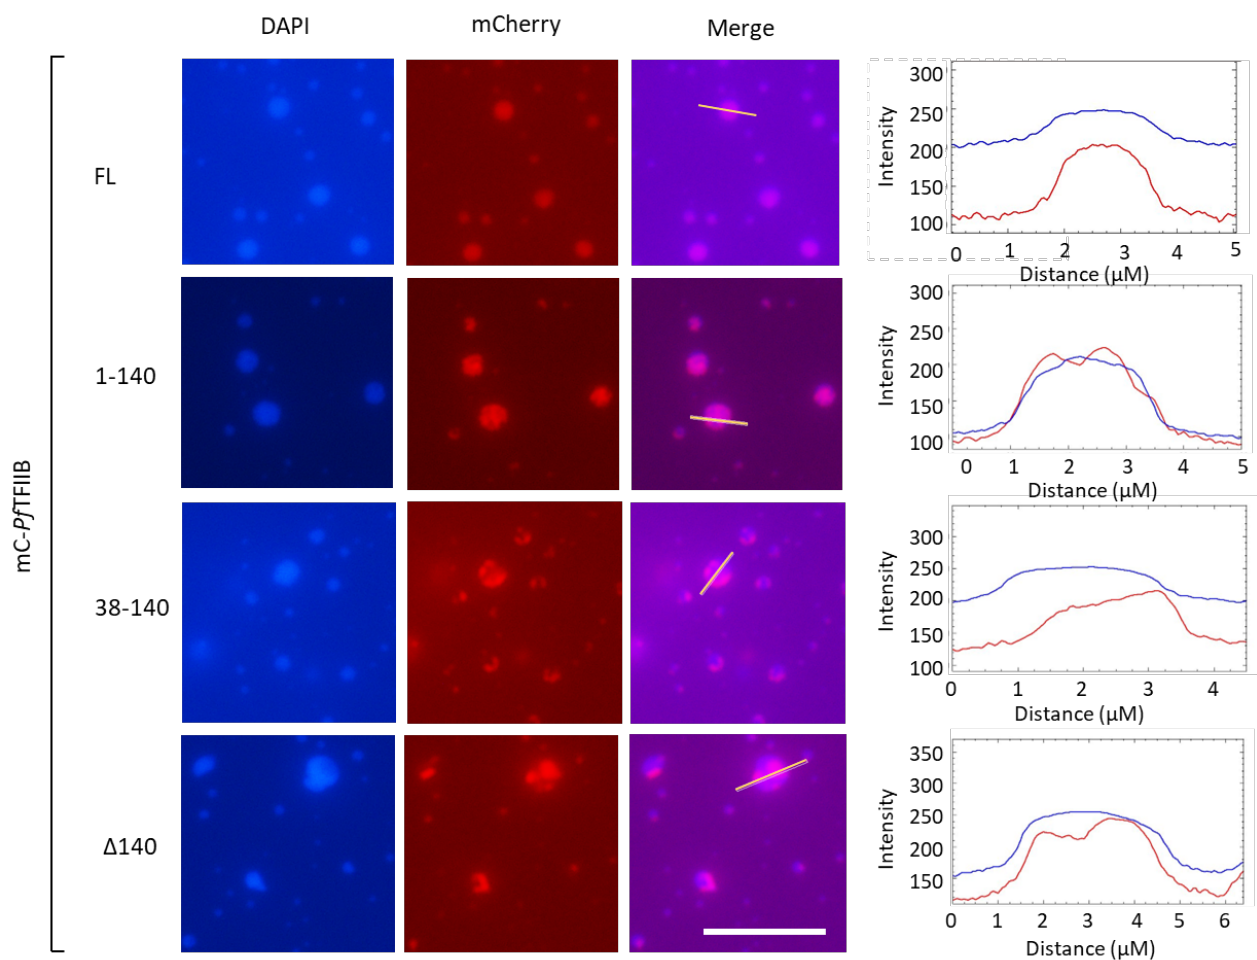 DAPI mCherry Merge
mC-PfTFIIB
FL
300
250
200
150
100
Intensity
0 1 2 3 4 5
Distance (μM)
1-140
300
250
200
150
100
Intensity
0 1 2 3 4 5
Distance (μM)
38-140
300
250
200
150
100
Intensity
0 1 2 3 4
Distance (μM)
Δ140
350
300
250
200
150
Intensity
0 1 2 3 4 5 6
Distance (μM)